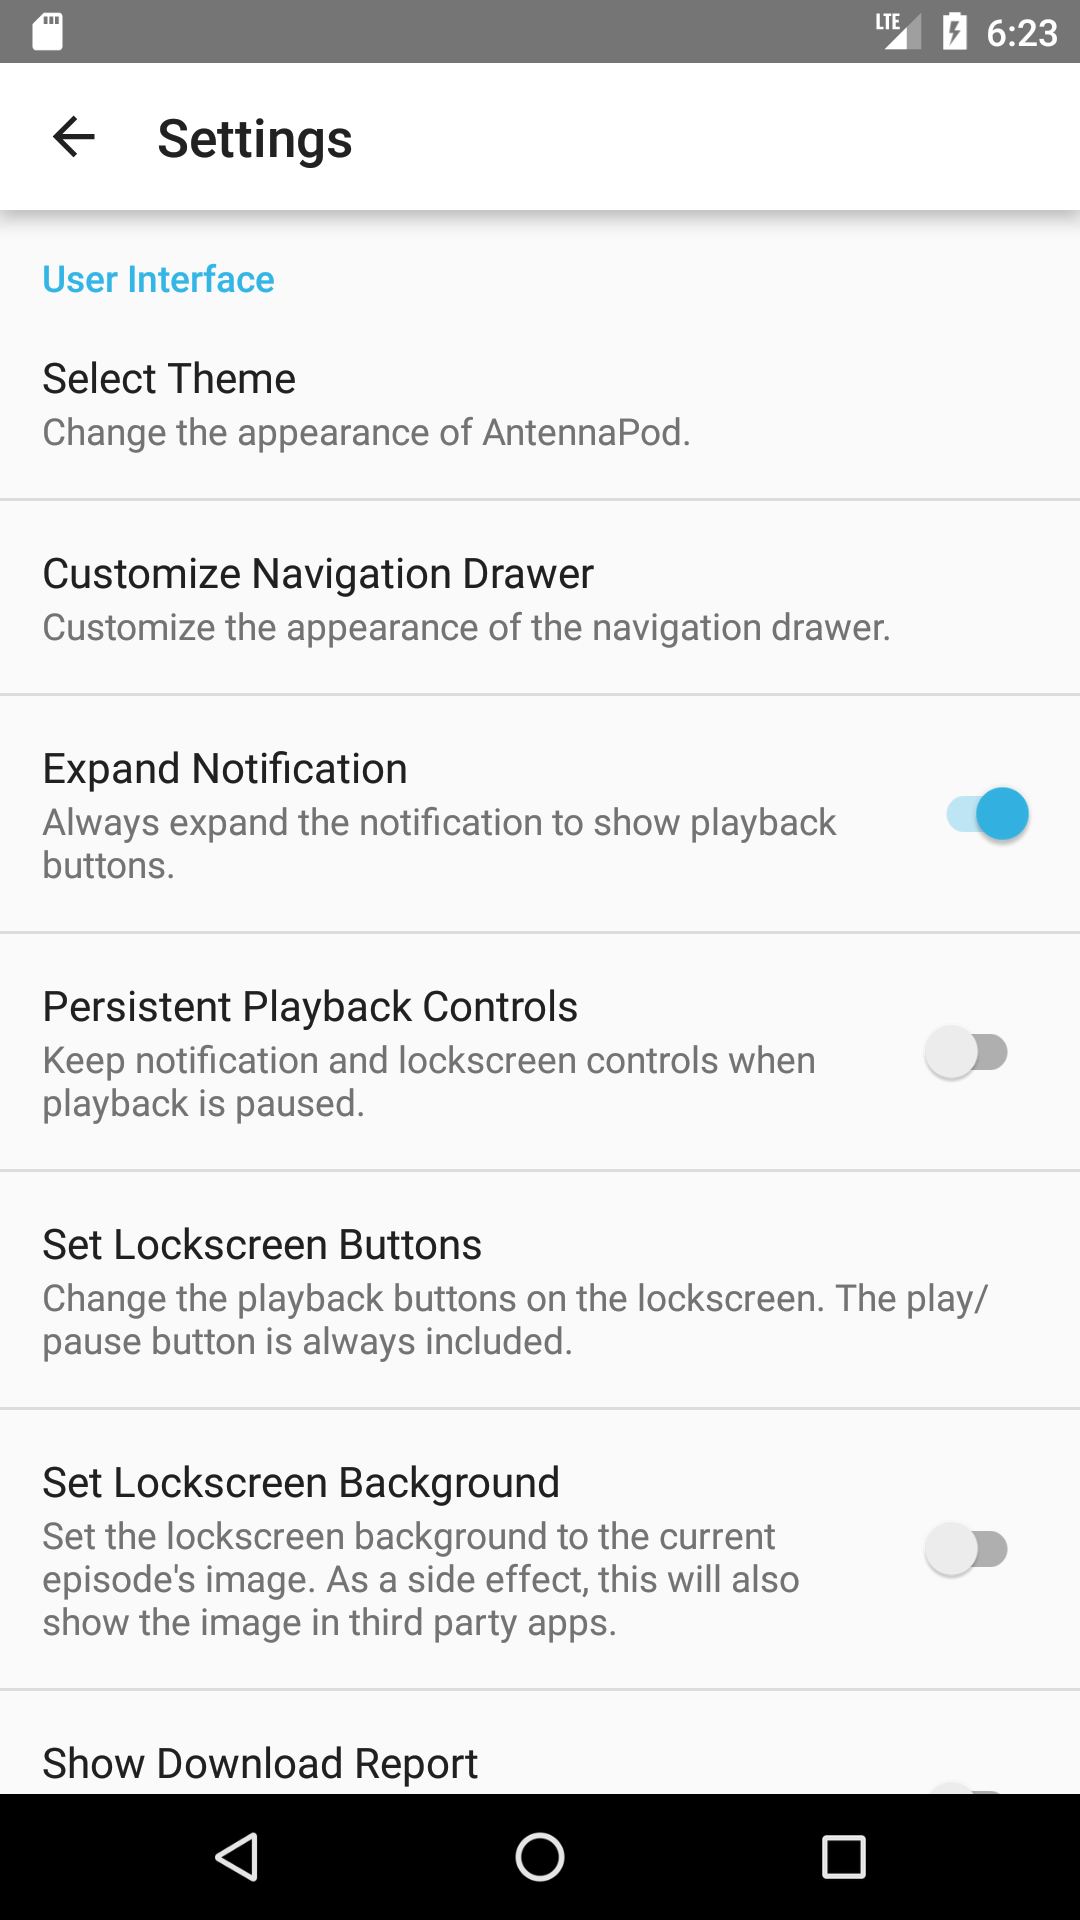 LTE 6:23
Settings
User Interface
Select Theme
Change the appearance of AntennaPod.
Customize Navigation Drawer
Customize the appearance of the navigation drawer.
Expand Notification
Always expand the notification to show playback
buttons.
Persistent Playback Controls
Keep notification and lockscreen controls when
playback is paused.
Set Lockscreen Buttons
Change the playback buttons on the lockscreen. The play/
pause button is always included.
Set Lockscreen Background
Set the lockscreen background to the current
episode's image. As a side effect, this will also
show the image in third party apps.
Show Download Report